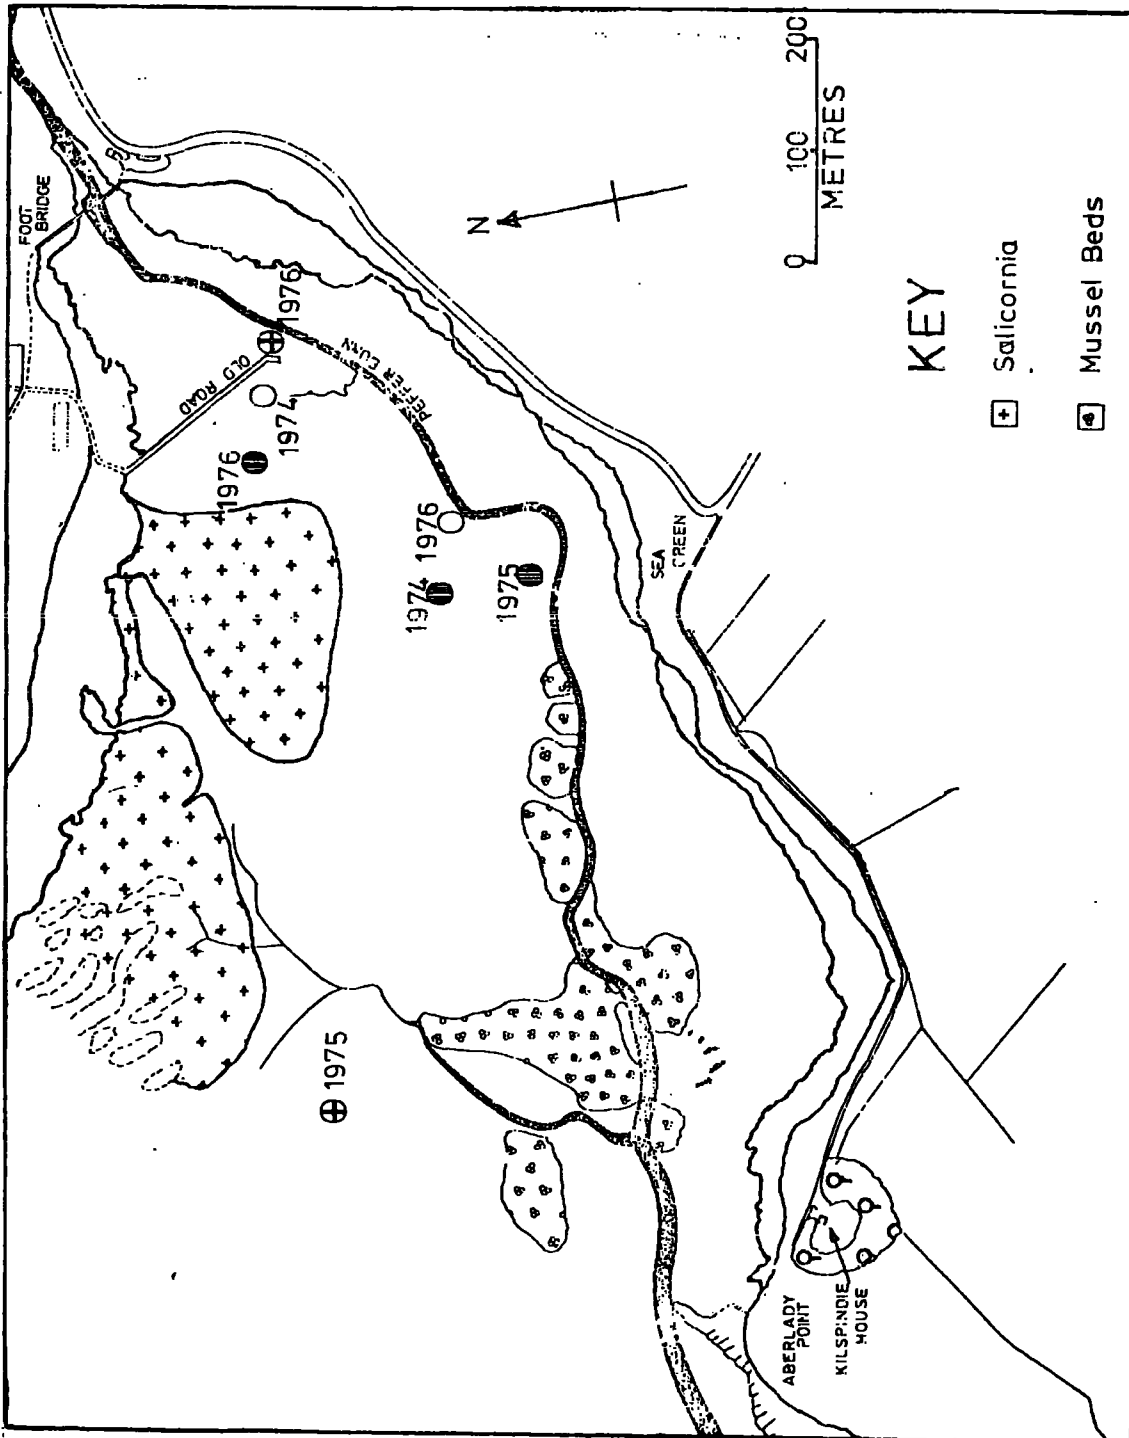 FOOT
BRIDGE
OLD ROAD
1976
1974
1976
PEFFER BURN
1976
1974
1975
SEA
GREEN
1975
ABERLADY
POINT
KILSPINDIE
HOUSE
N
0 100 200
METRES
KEY
Salicornia
Mussel Beds